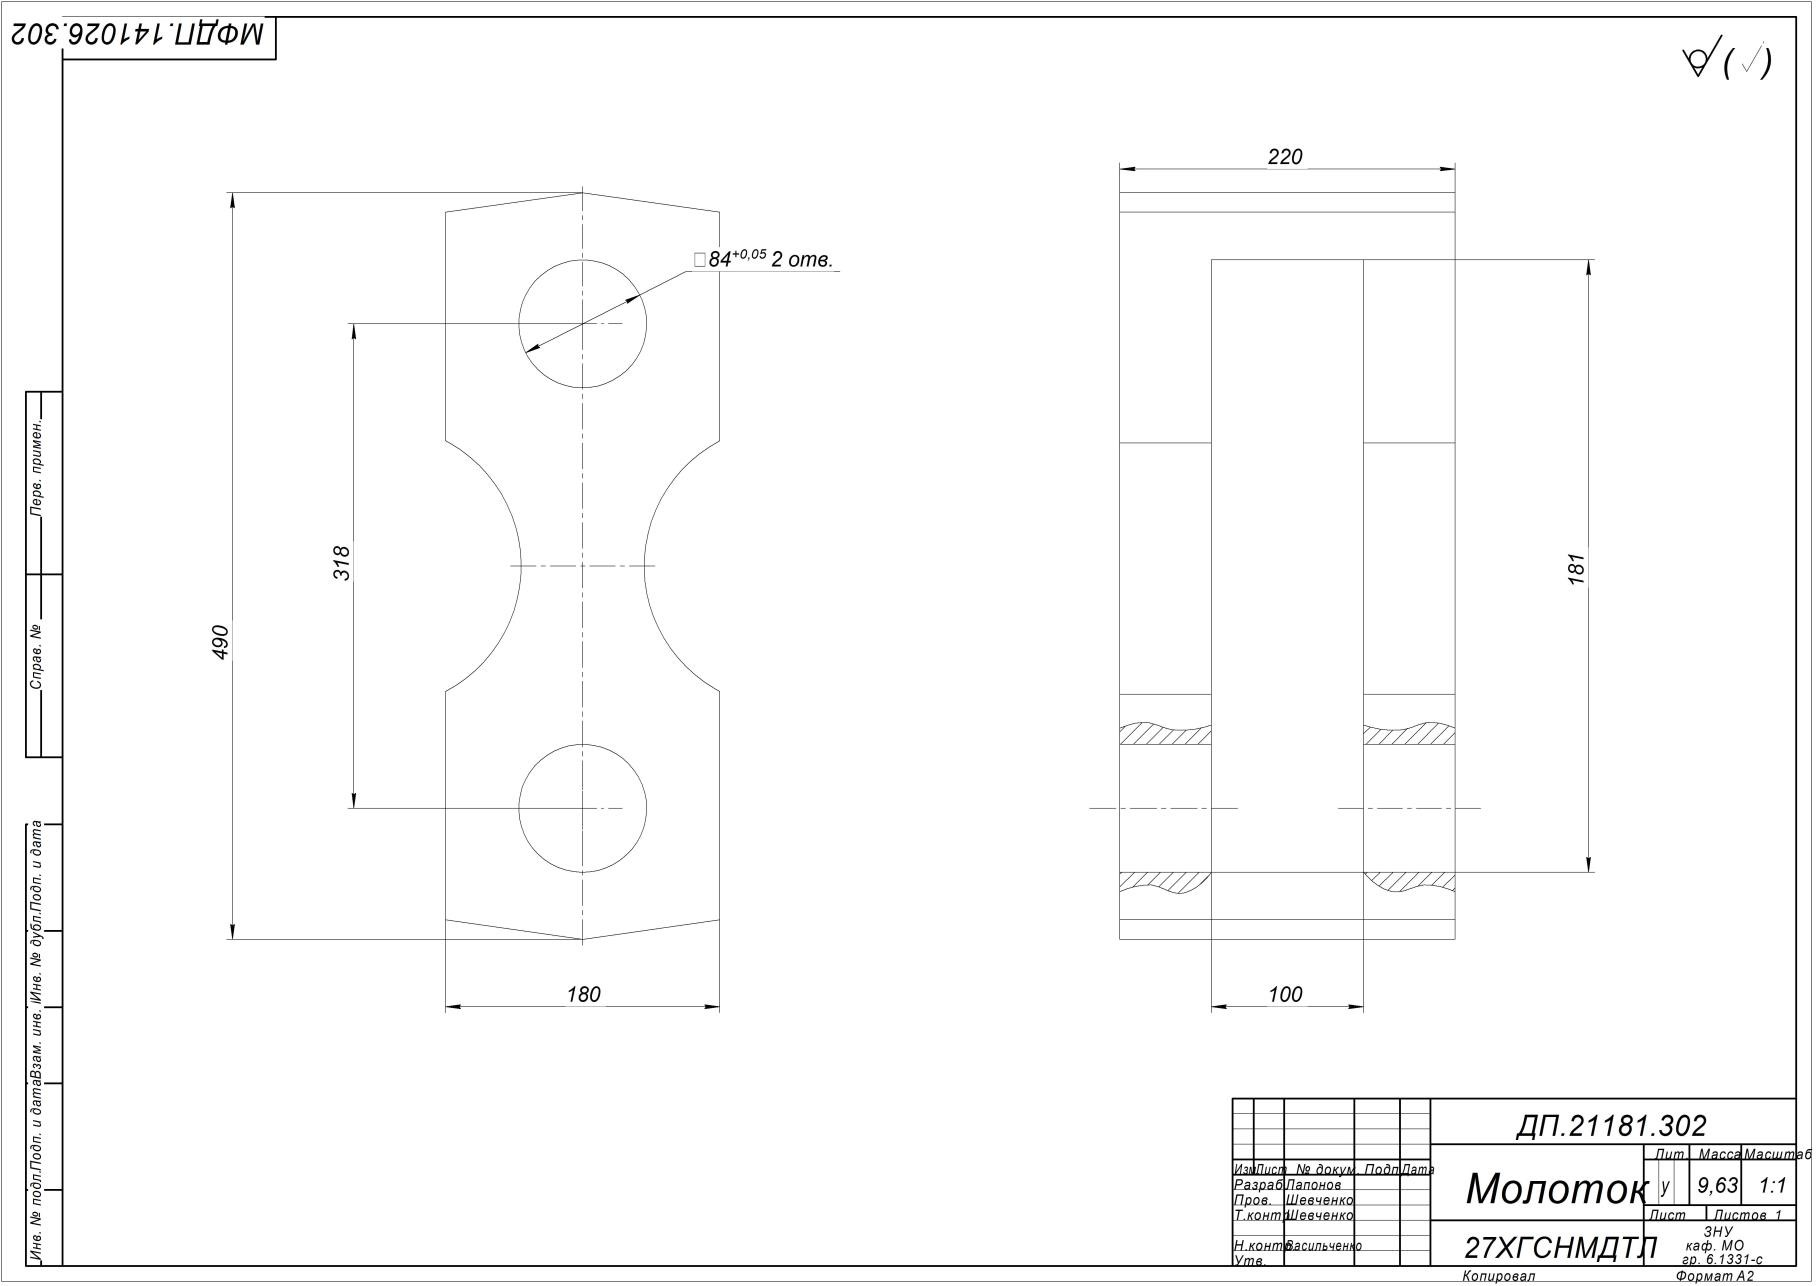 МФДП.141026.302
( )
220
84+0,05 2 отв.
318
490
181
180
100
Перв. примен.
Справ. №
Подп. и дата
Инв. № дубл.
Взам. инв.
Подп. и дата
Инв. № подл.
ДП.21181.302
Лит. Масса Масштаб
Изм Лист № докум. Подп. Дата
Разраб. Лапонов
Пров. Шевченко
Т.контр. Шевченко
Н.контр. Васильченко
Утв.
Молоток
у 9,63 1:1
Лист Листов 1
27ХГСНМДТЛ
ЗНУ
каф. МО
гр. 6.1331-с
Копировал Формат А2